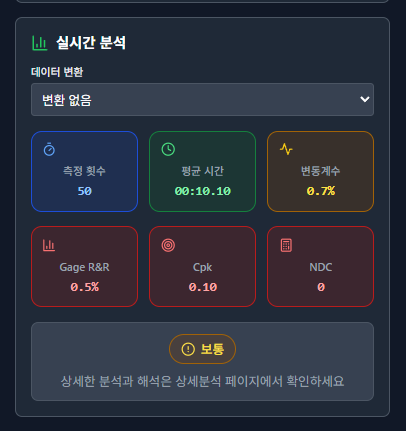 실시간 분석
데이터 변환
변환 없음
측정 횟수
50
평균 시간
00:10.10
변동계수
0.7%
Gage R&R
0.5%
Cpk
0.10
NDC
0
보통
상세한 분석과 해석은 상세분석 페이지에서 확인하세요